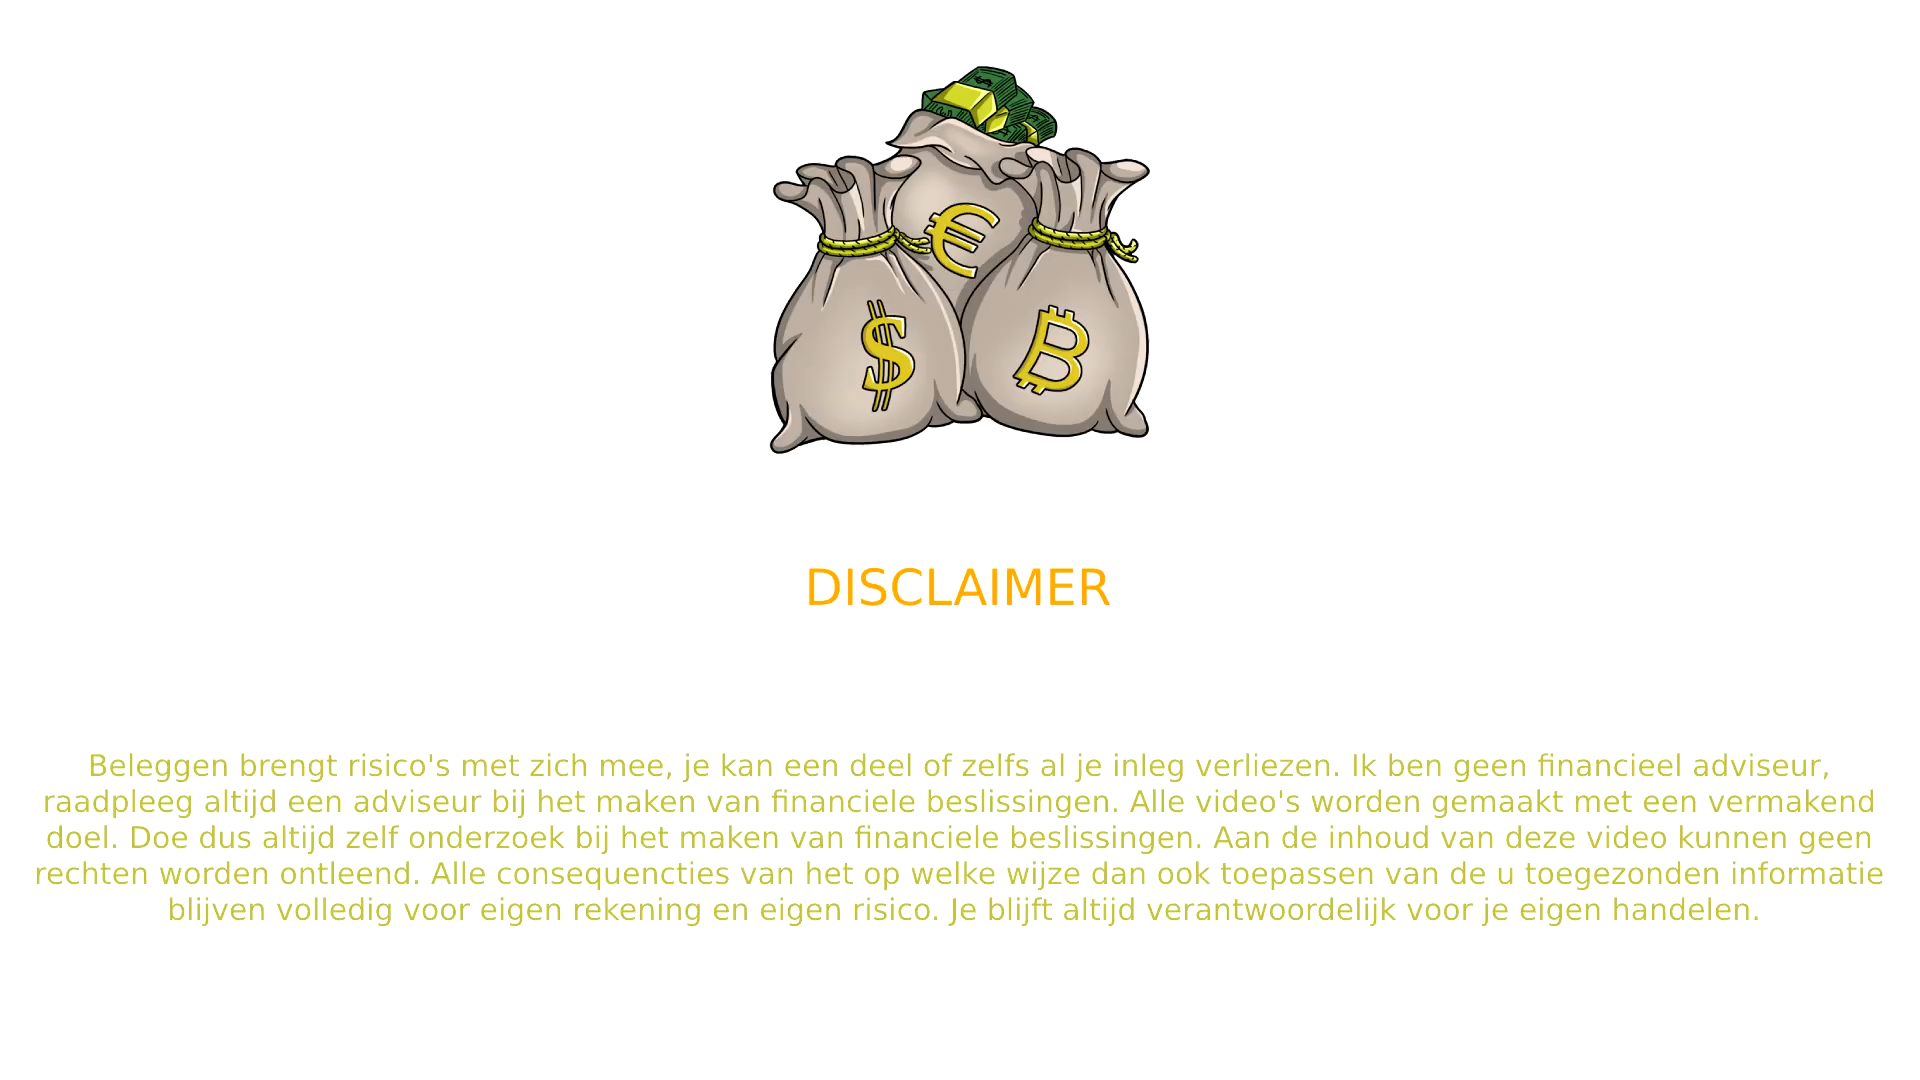 €
$
₿
DISCLAIMER
Beleggen brengt risico's met zich mee, je kan een deel of zelfs al je inleg verliezen. Ik ben geen financieel adviseur,
raadpleeg altijd een adviseur bij het maken van financiele beslissingen. Alle video's worden gemaakt met een vermakend
doel. Doe dus altijd zelf onderzoek bij het maken van financiele beslissingen. Aan de inhoud van deze video kunnen geen
rechten worden ontleend. Alle consequencties van het op welke wijze dan ook toepassen van de u toegezonden informatie
blijven volledig voor eigen rekening en eigen risico. Je blijft altijd verantwoordelijk voor je eigen handelen.